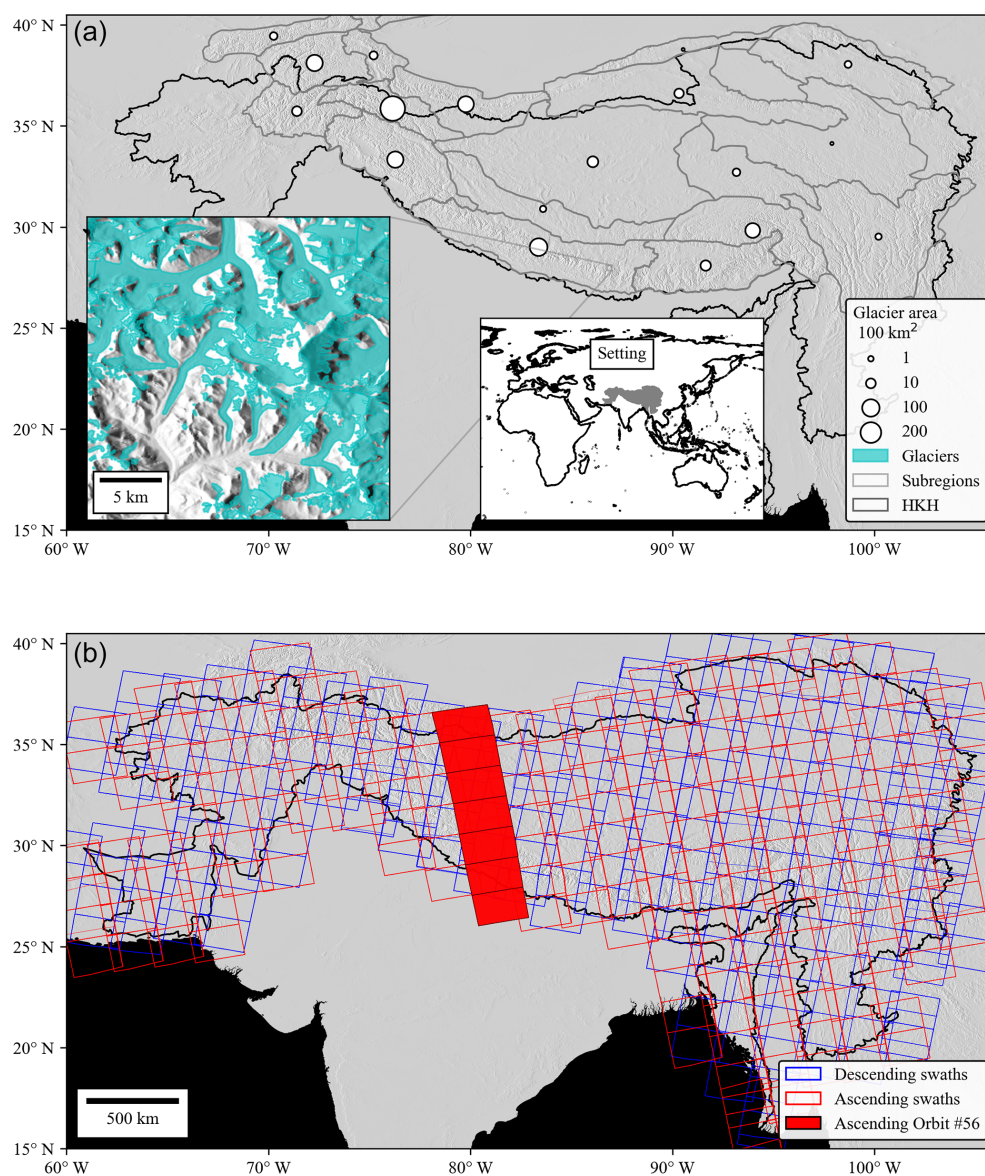 (a)
40° N
35° N
30° N
25° N
20° N
15° N
60° W
70° W
80° W
90° W
100° W
5 km
Setting
Glacier area
100 km²
1
10
100
200
Glaciers
Subregions
HKH
(b)
40° N
35° N
30° N
25° N
20° N
15° N
60° W
70° W
80° W
90° W
100° W
500 km
Descending swaths
Ascending swaths
Ascending Orbit #56